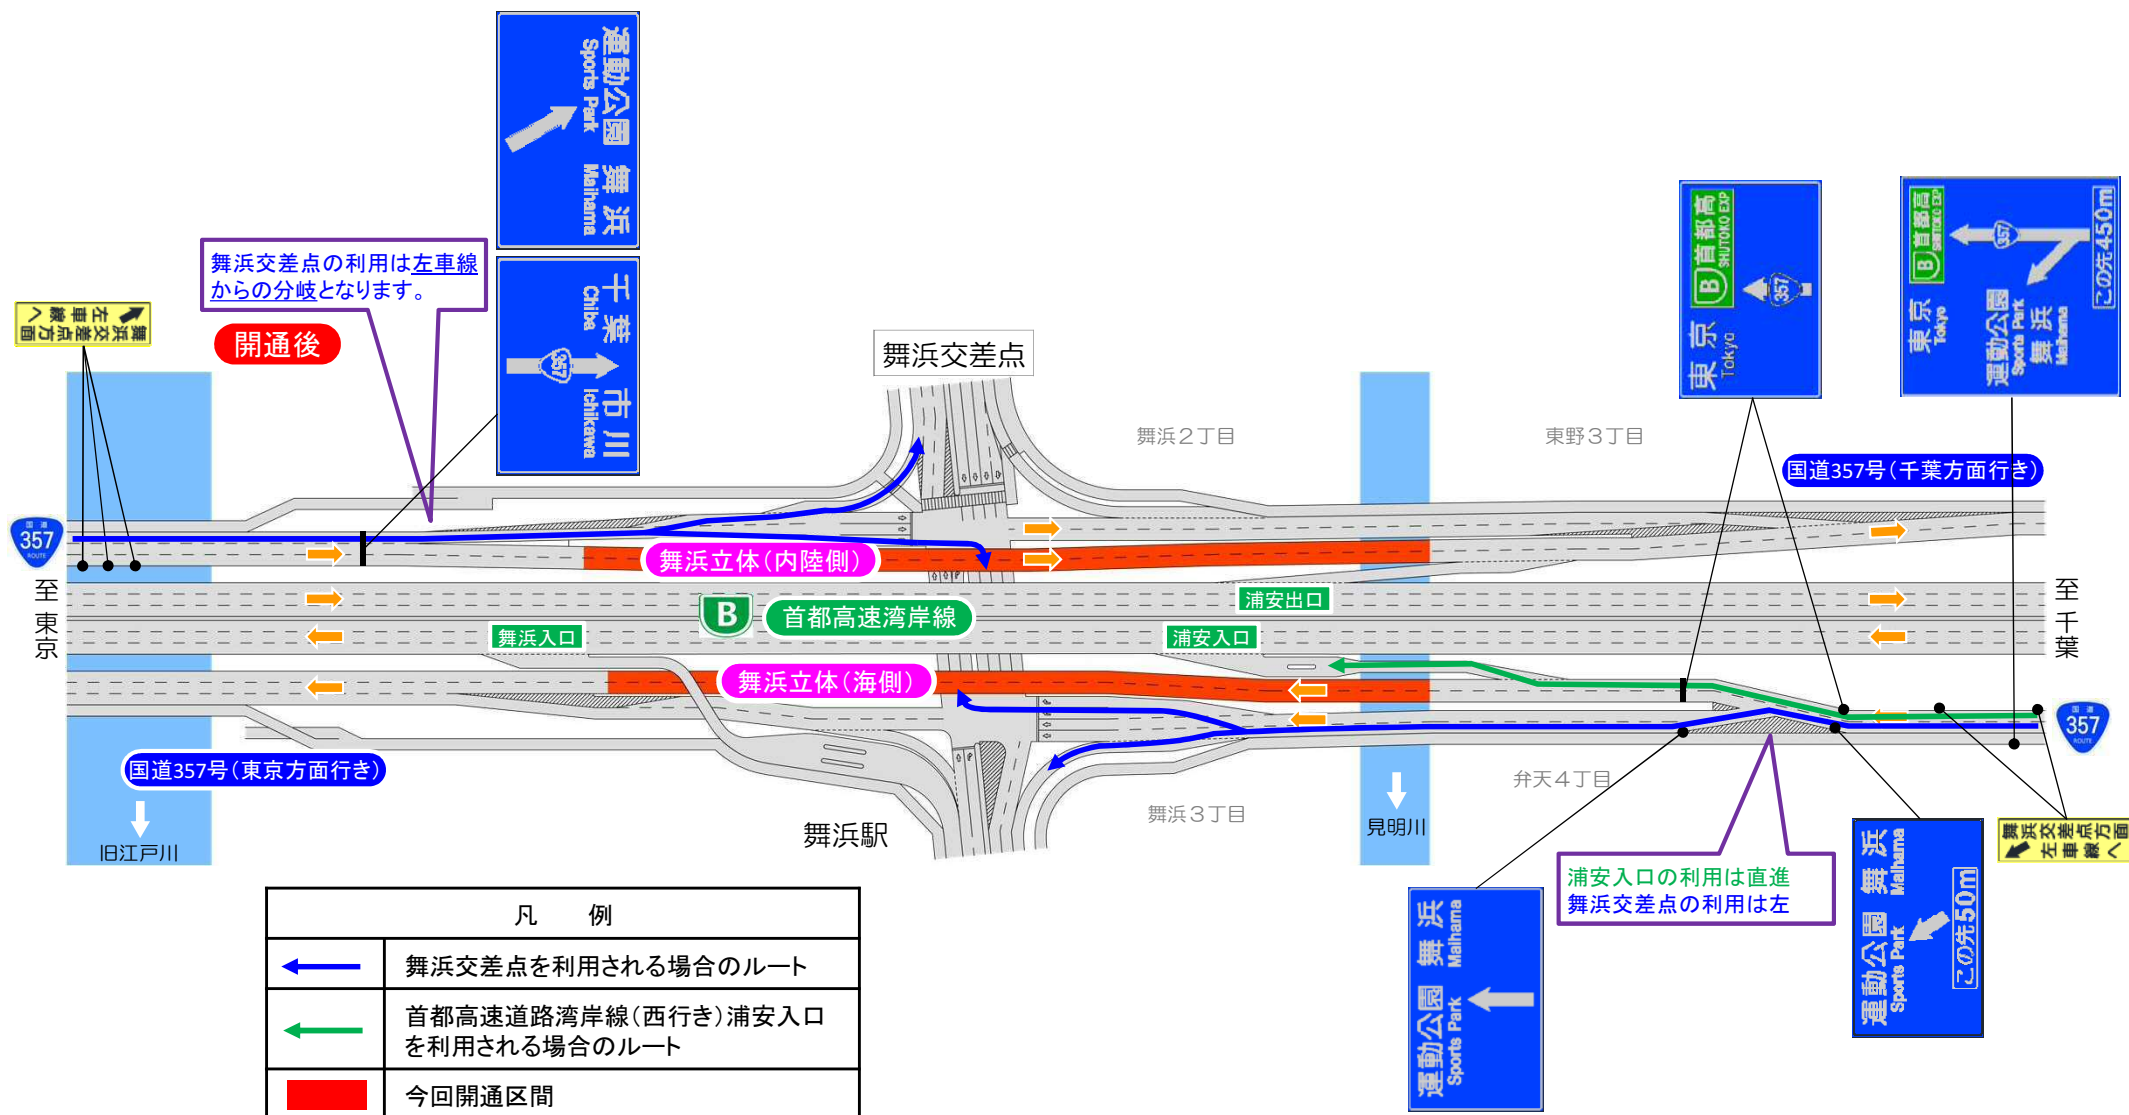 運動公園
Sports Park
舞浜
Maihama
千葉
Chiba
357
市川
Ichikawa
舞浜交差点の利用は左車線
からの分岐となります。
開通後
舞浜交差点方面
左車線へ
舞浜交差点
舞浜2丁目
東野3丁目
B 首都高
SHUTOKO EXP
357
東京
Tokyo
B 首都高
SHUTOKO EXP
357
東京
Tokyo
運動公園
Sports Park
舞浜
Maihama
この先450m
国道357号(千葉方面行き)
国道
357
ROUTE
至東京
舞浜立体(内陸側)
B
首都高速湾岸線
浦安出口
舞浜入口
浦安入口
至千葉
舞浜立体(海側)
国道
357
ROUTE
国道357号(東京方面行き)
旧江戸川
舞浜駅
舞浜3丁目
見明川
弁天4丁目
浦安入口の利用は直進
舞浜交差点の利用は左
舞浜交差点方面
左車線へ
運動公園
Sports Park
舞浜
Maihama
運動公園
Sports Park
舞浜
Maihama
この先50m
凡 例
舞浜交差点を利用される場合のルート
首都高速道路湾岸線(西行き)浦安入口
を利用される場合のルート
今回開通区間